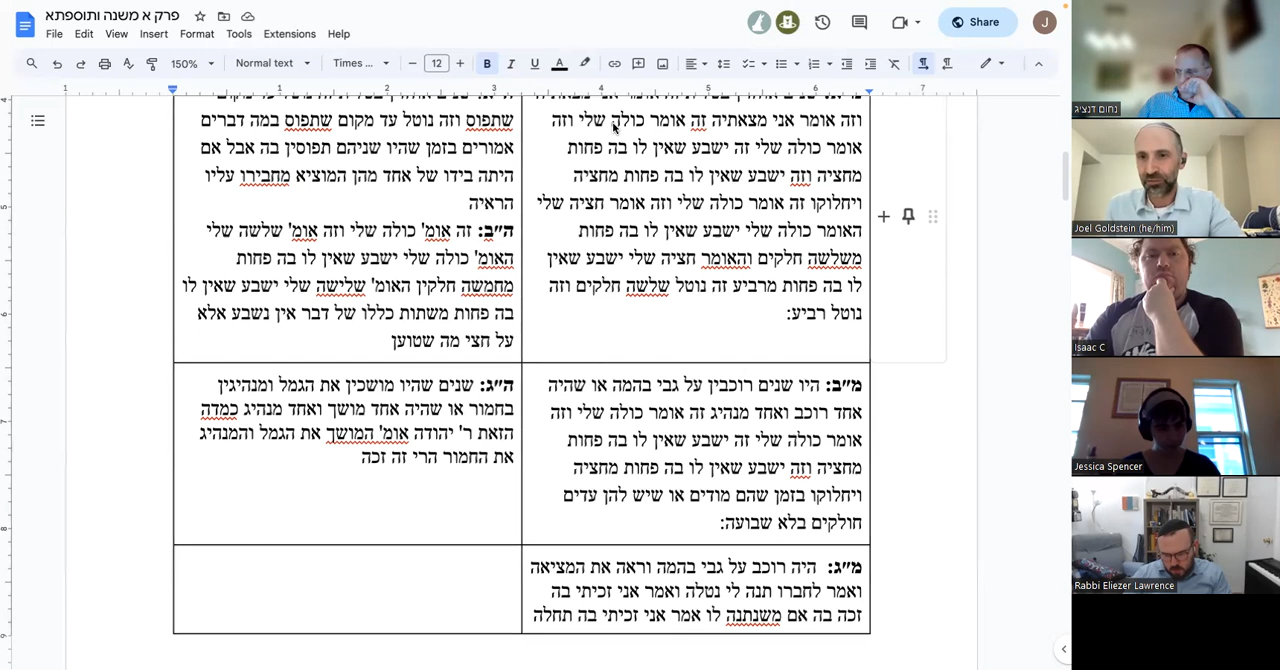 פרק א משנה ותוספתא
File Edit View Insert Format Tools Extensions Help
Share
J
150% Normal text Times ... 12 B I U A
1 1 2 3 4 5 6 7
וזה אומר אני מצאתיה זה אומר כולה שלי וזה
אומר כולה שלי זה ישבע שאין לו בה פחות
מחציה וזה ישבע שאין לו בה פחות מחציה
ויחלוקו זה אומר כולה שלי וזה אומר חציה שלי
האומר כולה שלי ישבע שאין לו בה פחות
משלשה חלקים והאומר חציה שלי ישבע שאין
לו בה פחות מרביע זה נוטל שלשה חלקים וזה
נוטל רביע:
שתפוס וזה נוטל עד מקום שתפוס במה דברים
אמורים בזמן שהיו שניהם תפוסין בה אבל אם
היתה בידו של אחד מהן המוציא מחבירו עליו
הראיה
ה״ב: זה אומ' כולה שלי וזה אומ' שלשה שלי
האומ' כולה שלי ישבע שאין לו בה פחות
מחמשה חלקין האומ' שלישה שלי ישבע שאין לו
בה פחות משתות כללו של דבר אין נשבע אלא
על חצי מה שטוען
מ״ב: היו שנים רוכבין על גבי בהמה או שהיה
אחד רוכב ואחד מנהיג זה אומר כולה שלי וזה
אומר כולה שלי זה ישבע שאין לו בה פחות
מחציה וזה ישבע שאין לו בה פחות מחציה
ויחלוקו בזמן שהם מודים או שיש להן עדים
חולקים בלא שבועה:
ה״ג: שנים שהיו מושכין את הגמל ומנהיגין
בחמור או שהיה אחד מושך ואחד מנהיג כמדה
הזאת ר' יהודה אומ' המושך את הגמל והמנהיג
את החמור הרי זה זכה
מ״ג: היה רוכב על גבי בהמה וראה את המציאה
ואמר לחברו תנה לי נטלה ואמר אני זכיתי בה
זכה בה אם משנתנה לו אמר אני זכיתי בה תחלה
נחום דנציג
Joel Goldstein (he/him)
Isaac C
Jessica Spencer
Rabbi Eliezer Lawrence